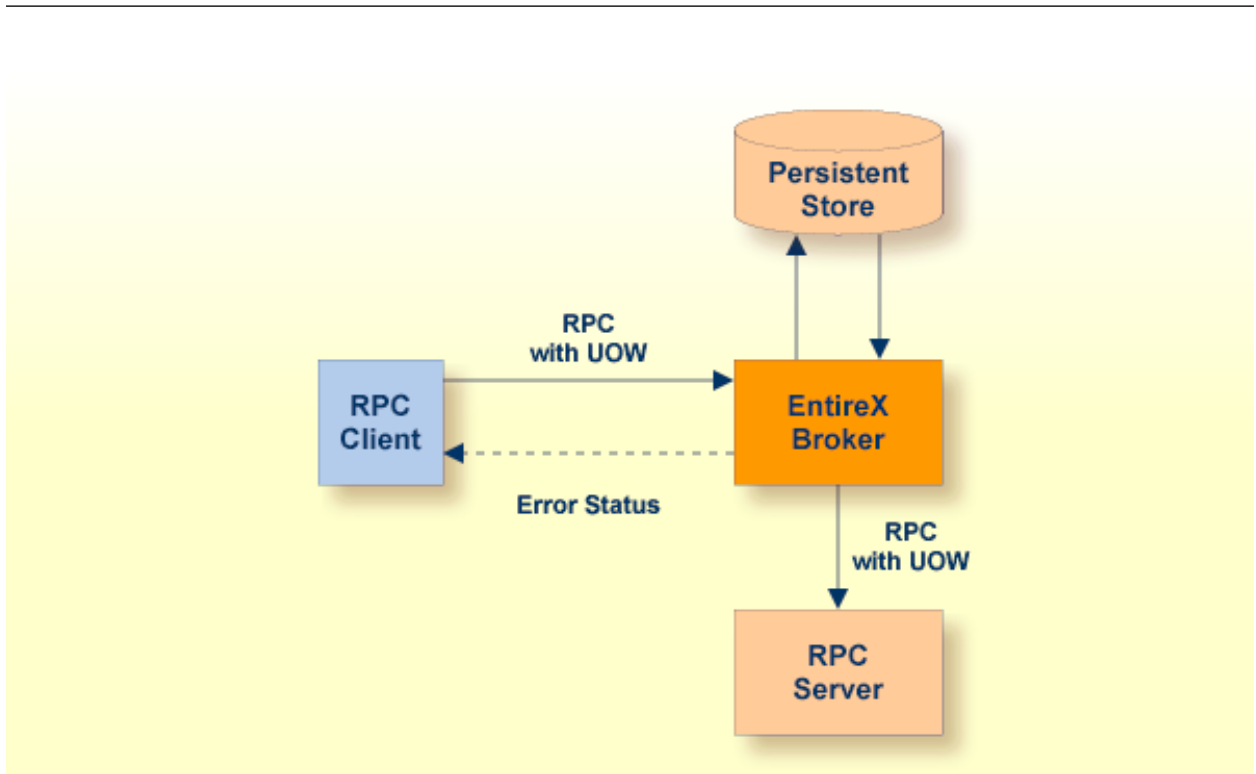 Persistent
Store
RPC
with UOW
RPC
Client
EntireX
Broker
Error Status
RPC
with UOW
RPC
Server